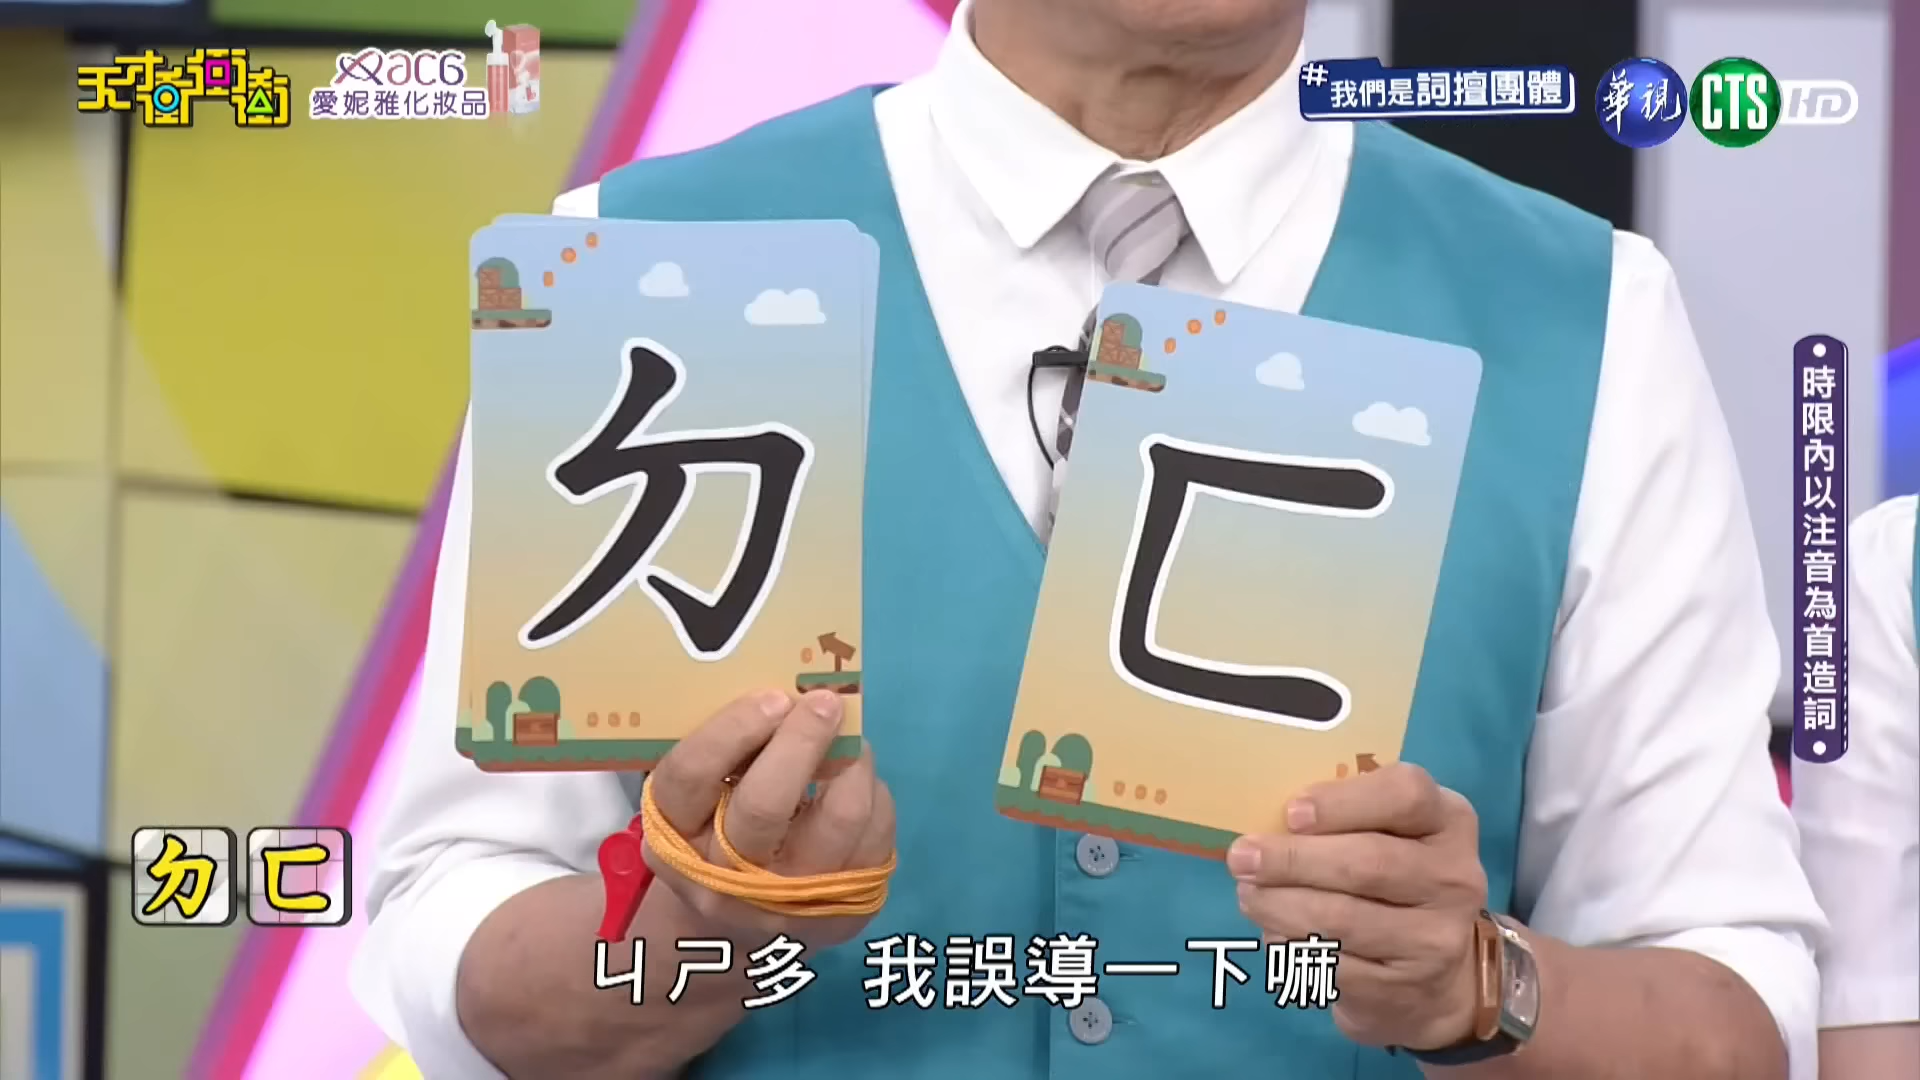 天才衝衝衝
aac6
愛妮雅化妝品
#我們是詞擅團體
華視
CTS HD
ㄉ
ㄈ
時限內以注音為首造詞
ㄉ ㄈ
ㄐㄕ多 我誤導一下嘛